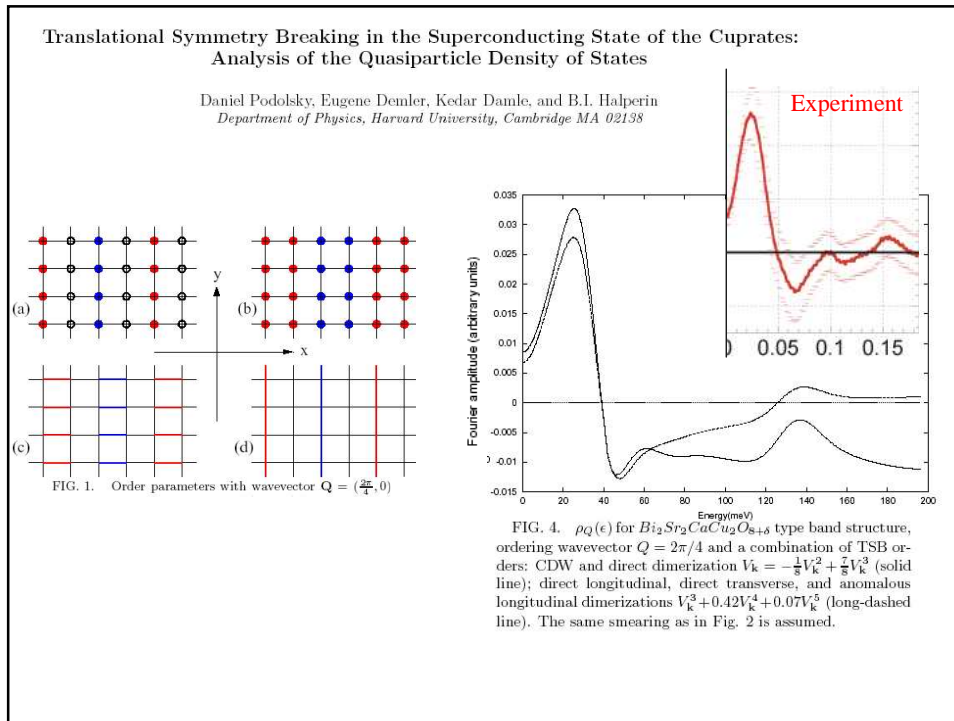 Translational Symmetry Breaking in the Superconducting State of the Cuprates:
Analysis of the Quasiparticle Density of States
Daniel Podolsky, Eugene Demler, Kedar Damle, and B.I. Halperin
Department of Physics, Harvard University, Cambridge MA 02138
Experiment
0.05 0.1 0.15
(a)
(b)
y
x
(c)
(d)
FIG. 1. Order parameters with wavevector Q = (2π/4, 0)
Fourier amplitude (arbitrary units)
0.035
0.03
0.025
0.02
0.015
0.01
0.005
0
-0.005
-0.01
-0.015
0 20 40 60 80 100 120 140 160 180 200
Energy(meV)
FIG. 4. ρQ(ϵ) for Bi₂Sr₂CaCu₂O₈₊δ type band structure,
ordering wavevector Q = 2π/4 and a combination of TSB or-
ders: CDW and direct dimerization Vₖ = −⅛Vₖ² + ⅞Vₖ³ (solid
line); direct longitudinal, direct transverse, and anomalous
longitudinal dimerizations Vₖ³+0.42Vₖ⁴+0.07Vₖ⁵ (long-dashed
line). The same smearing as in Fig. 2 is assumed.